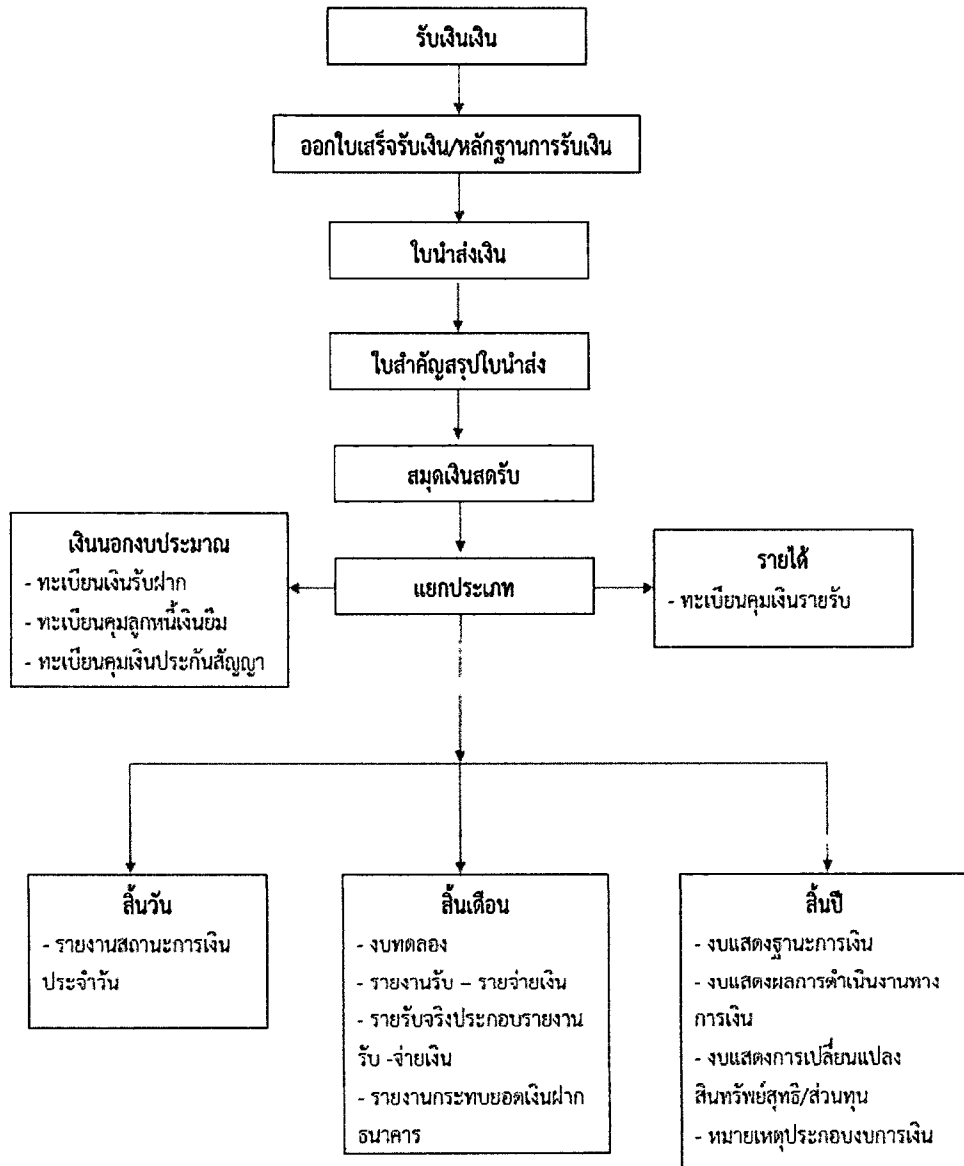 รับเงินเงิน
ออกใบเสร็จรับเงิน/หลักฐานการรับเงิน
ใบนำส่งเงิน
ใบสำคัญสรุปใบนำส่ง
สมุดเงินสดรับ
เงินนอกงบประมาณ
- ทะเบียนเงินรับฝาก
- ทะเบียนคุมลูกหนี้เงินยืม
- ทะเบียนคุมเงินประกันสัญญา
แยกประเภท
รายได้
- ทะเบียนคุมเงินรายรับ
สิ้นวัน
- รายงานสถานะการเงิน
ประจำวัน
สิ้นเดือน
- งบทดลอง
- รายงานรับ – รายจ่ายเงิน
- รายรับจริงประกอบรายงาน
รับ -จ่ายเงิน
- รายงานกระทบยอดเงินฝาก
ธนาคาร
สิ้นปี
- งบแสดงฐานะการเงิน
- งบแสดงผลการดำเนินงานทาง
การเงิน
- งบแสดงการเปลี่ยนแปลง
สินทรัพย์สุทธิ/ส่วนทุน
- หมายเหตุประกอบงบการเงิน